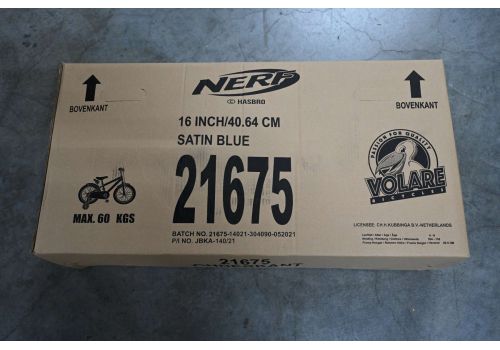 NERF
© HASBRO
BOVENKANT
BOVENKANT
16 INCH/40.64 CM
SATIN BLUE
21675
PASSION FOR QUALITY
VOLARE
BICYCLES
MAX. 60 KGS
BATCH NO. 21675-14021-304090-052021
P/I NO. JBKA-140/21
LICENSEE:
KUBBINGA B.V.-NETHERLANDS
21675